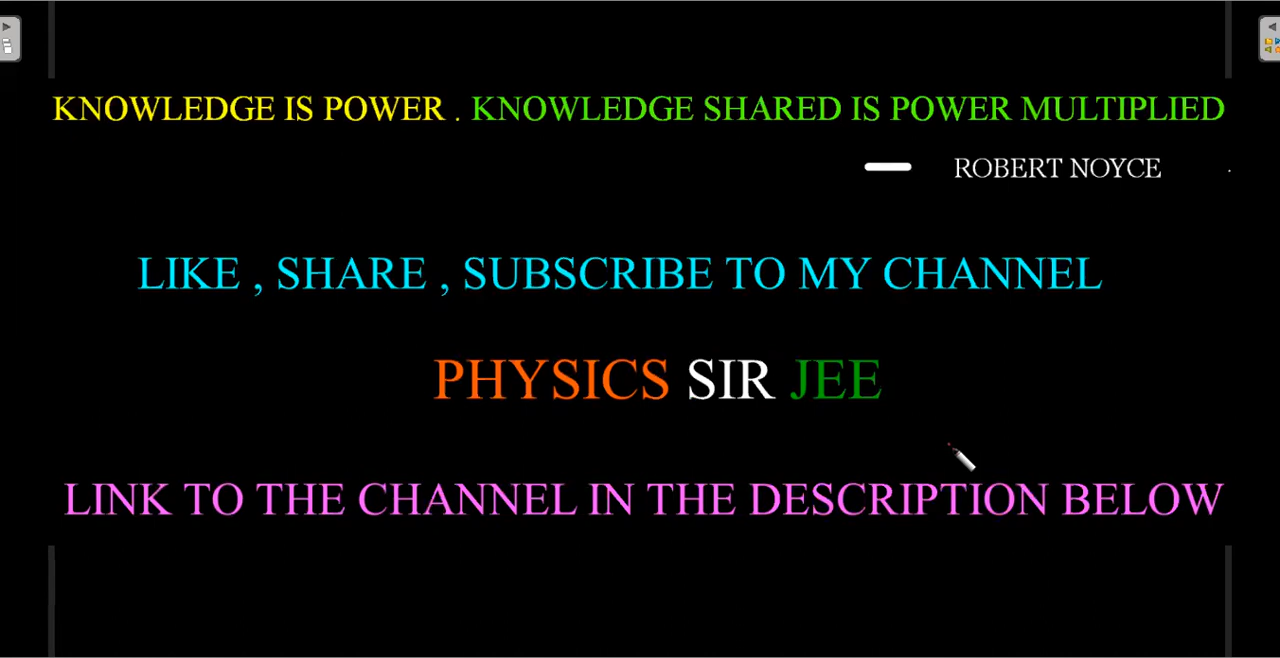 KNOWLEDGE IS POWER . KNOWLEDGE SHARED IS POWER MULTIPLIED
— ROBERT NOYCE .
LIKE , SHARE , SUBSCRIBE TO MY CHANNEL
PHYSICS SIR JEE
LINK TO THE CHANNEL IN THE DESCRIPTION BELOW